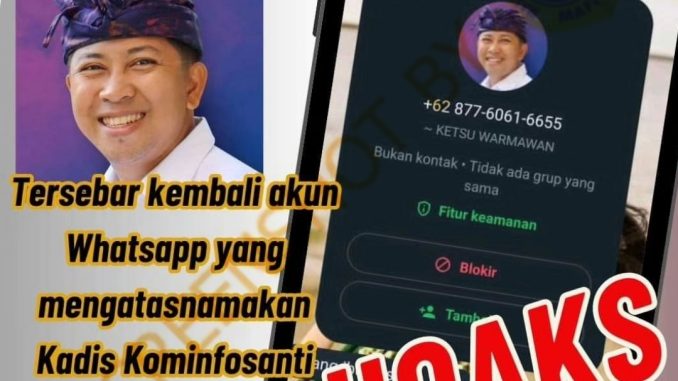 Tersebar kembali akun
Whatsapp yang
mengatasnamakan
Kadis Kominfosanti
+62 877-6061-6655
~ KETSU WARMAWAN
Bukan kontak • Tidak ada grup yang
sama
Fitur keamanan
Blokir
HOAKS